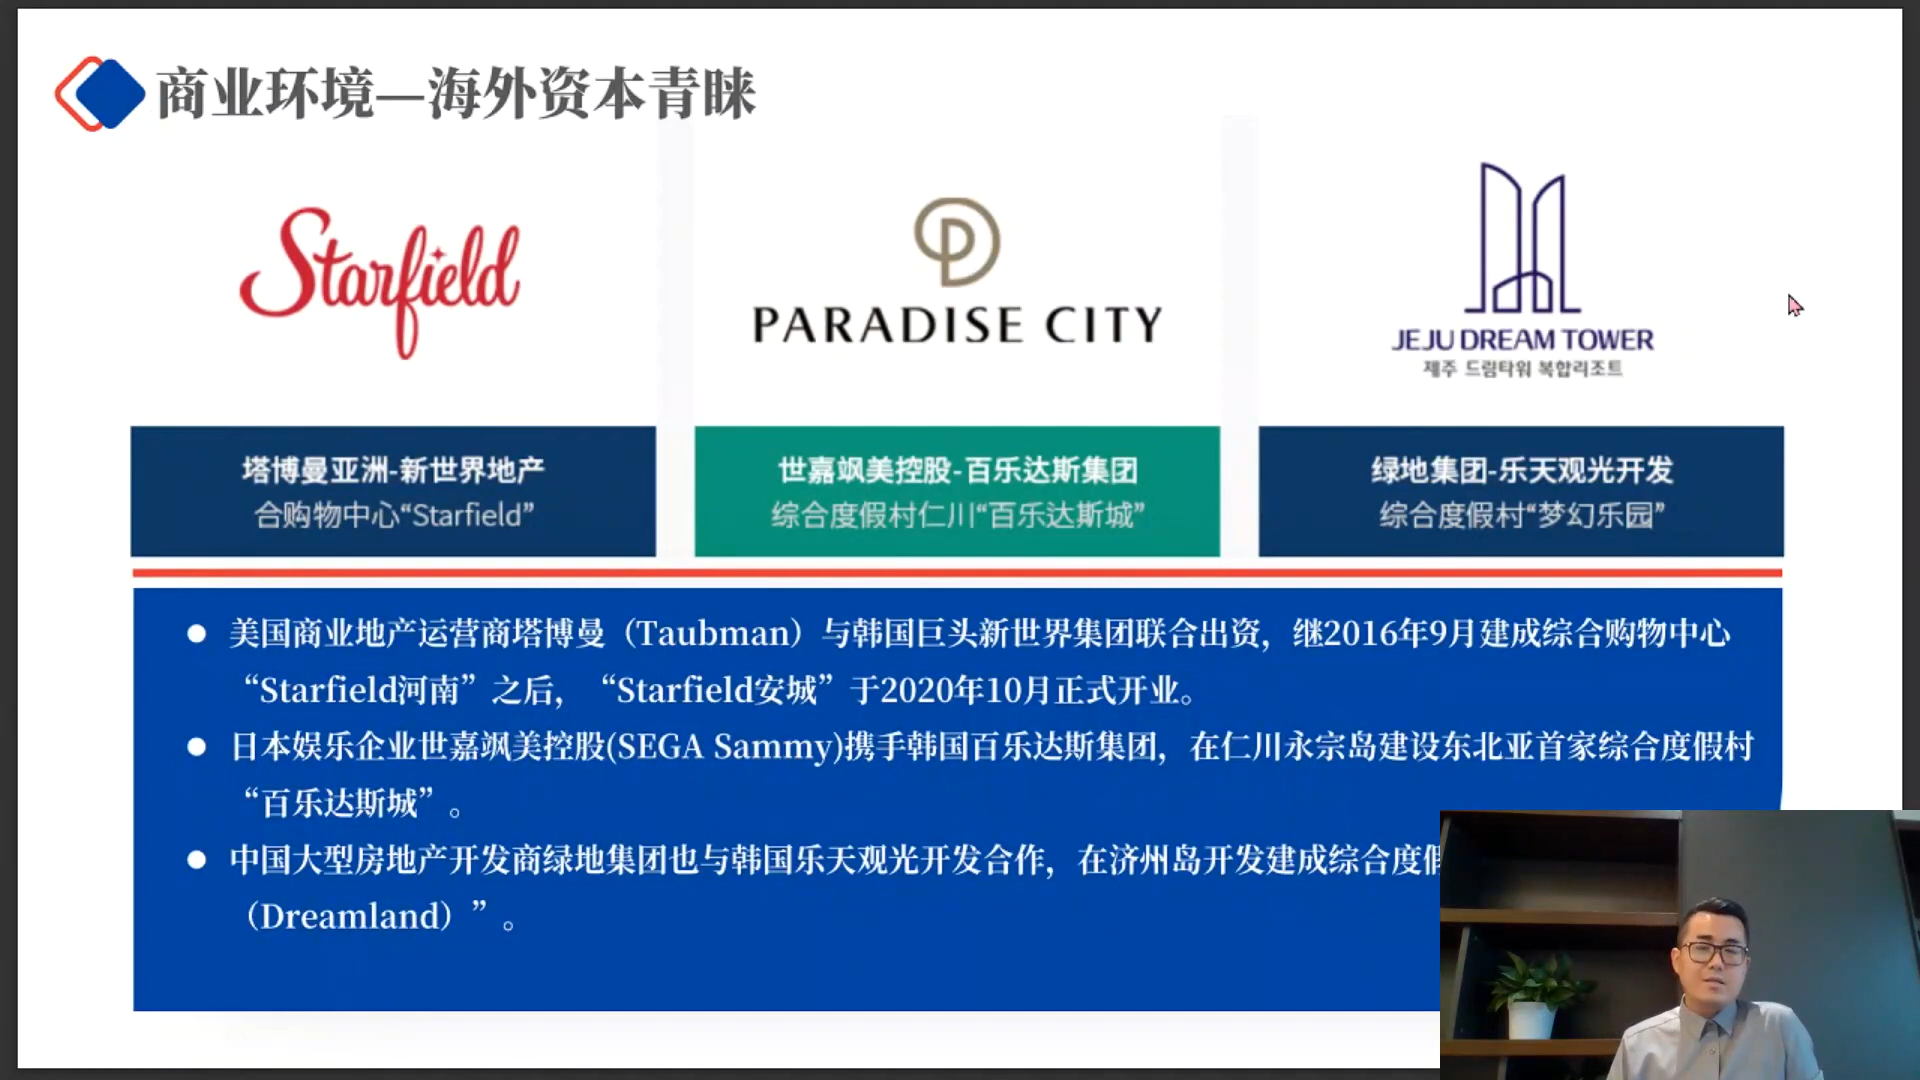 商业环境—海外资本青睐
Starfield
PARADISE CITY
JEJU DREAM TOWER
제주 드림타워 복합리조트
塔博曼亚洲-新世界地产
合购物中心“Starfield”
世嘉飒美控股-百乐达斯集团
综合度假村仁川“百乐达斯城”
绿地集团-乐天观光开发
综合度假村“梦幻乐园”
美国商业地产运营商塔博曼（Taubman）与韩国巨头新世界集团联合出资，继2016年9月建成综合购物中心
“Starfield河南”之后，“Starfield安城”于2020年10月正式开业。
日本娱乐企业世嘉飒美控股(SEGA Sammy)携手韩国百乐达斯集团，在仁川永宗岛建设东北亚首家综合度假村
“百乐达斯城”。
中国大型房地产开发商绿地集团也与韩国乐天观光开发合作，在济州岛开发建成综合度
（Dreamland）”。